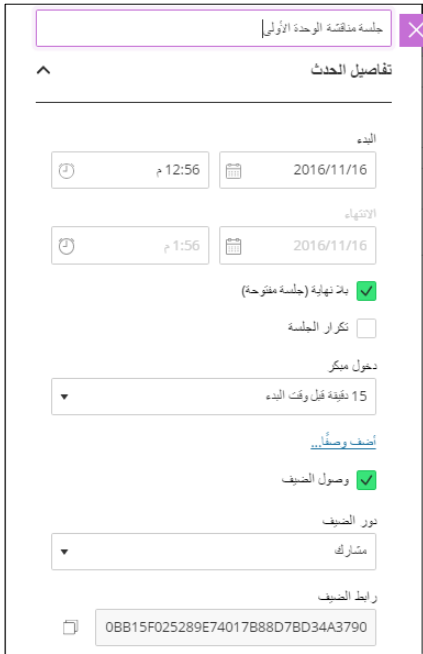 جلسة مناقشة الوحدة الأولى
تفاصيل الحدث
البدء
2016/11/16 12:56 م
الانتهاء
2016/11/16 1:56 م
بلا نهاية (جلسة مفتوحة)
تكرار الجلسة
دخول مبكر
15 دقيقة قبل وقت البدء
أضف وصفًا...
وصول الضيف
دور الضيف
مشارك
رابط الضيف
0BB15F025289E74017B88D7BD34A3790